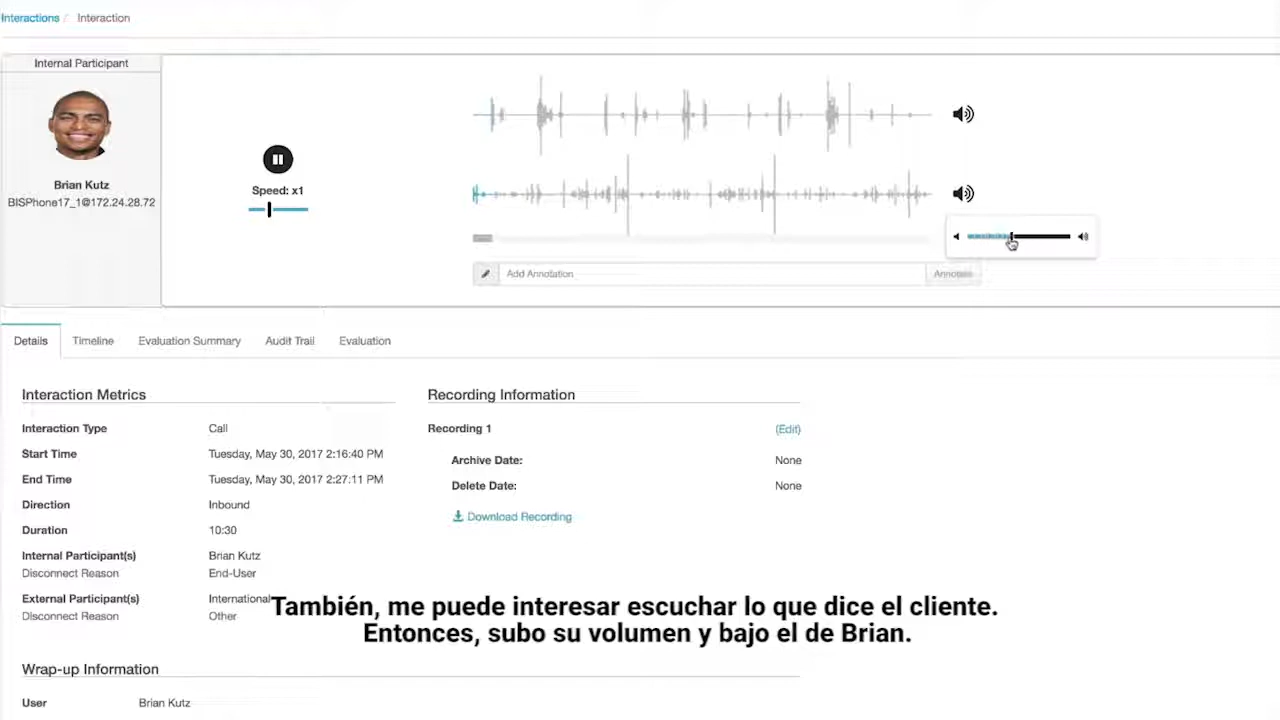 Interactions / Interaction
Internal Participant
Brian Kutz
BISPhone17_1@172.24.28.72
Speed: x1
Add Annotation
Annotate
Details Timeline Evaluation Summary Audit Trail Evaluation
Interaction Metrics
Interaction Type Call
Start Time Tuesday, May 30, 2017 2:16:40 PM
End Time Tuesday, May 30, 2017 2:27:11 PM
Direction Inbound
Duration 10:30
Internal Participant(s) Brian Kutz
Disconnect Reason End-User
External Participant(s) International
Disconnect Reason Other
Recording Information
Recording 1 (Edit)
Archive Date: None
Delete Date: None
Download Recording
También, me puede interesar escuchar lo que dice el cliente.
Entonces, subo su volumen y bajo el de Brian.
Wrap-up Information
User Brian Kutz